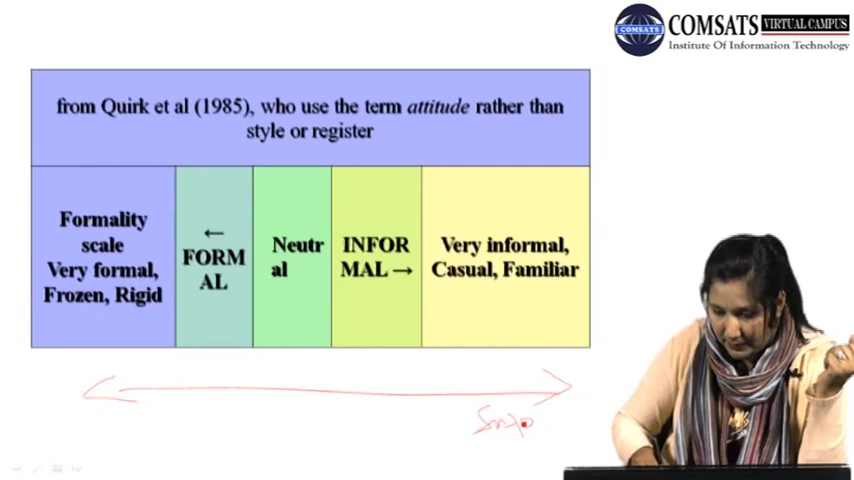 COMSATS VIRTUAL CAMPUS
COMSATS
Institute Of Information Technology
from Quirk et al (1985), who use the term attitude rather than
style or register
Formality
scale
Very formal,
Frozen, Rigid
←
FORM
AL
Neutr
al
INFOR
MAL →
Very informal,
Casual, Familiar